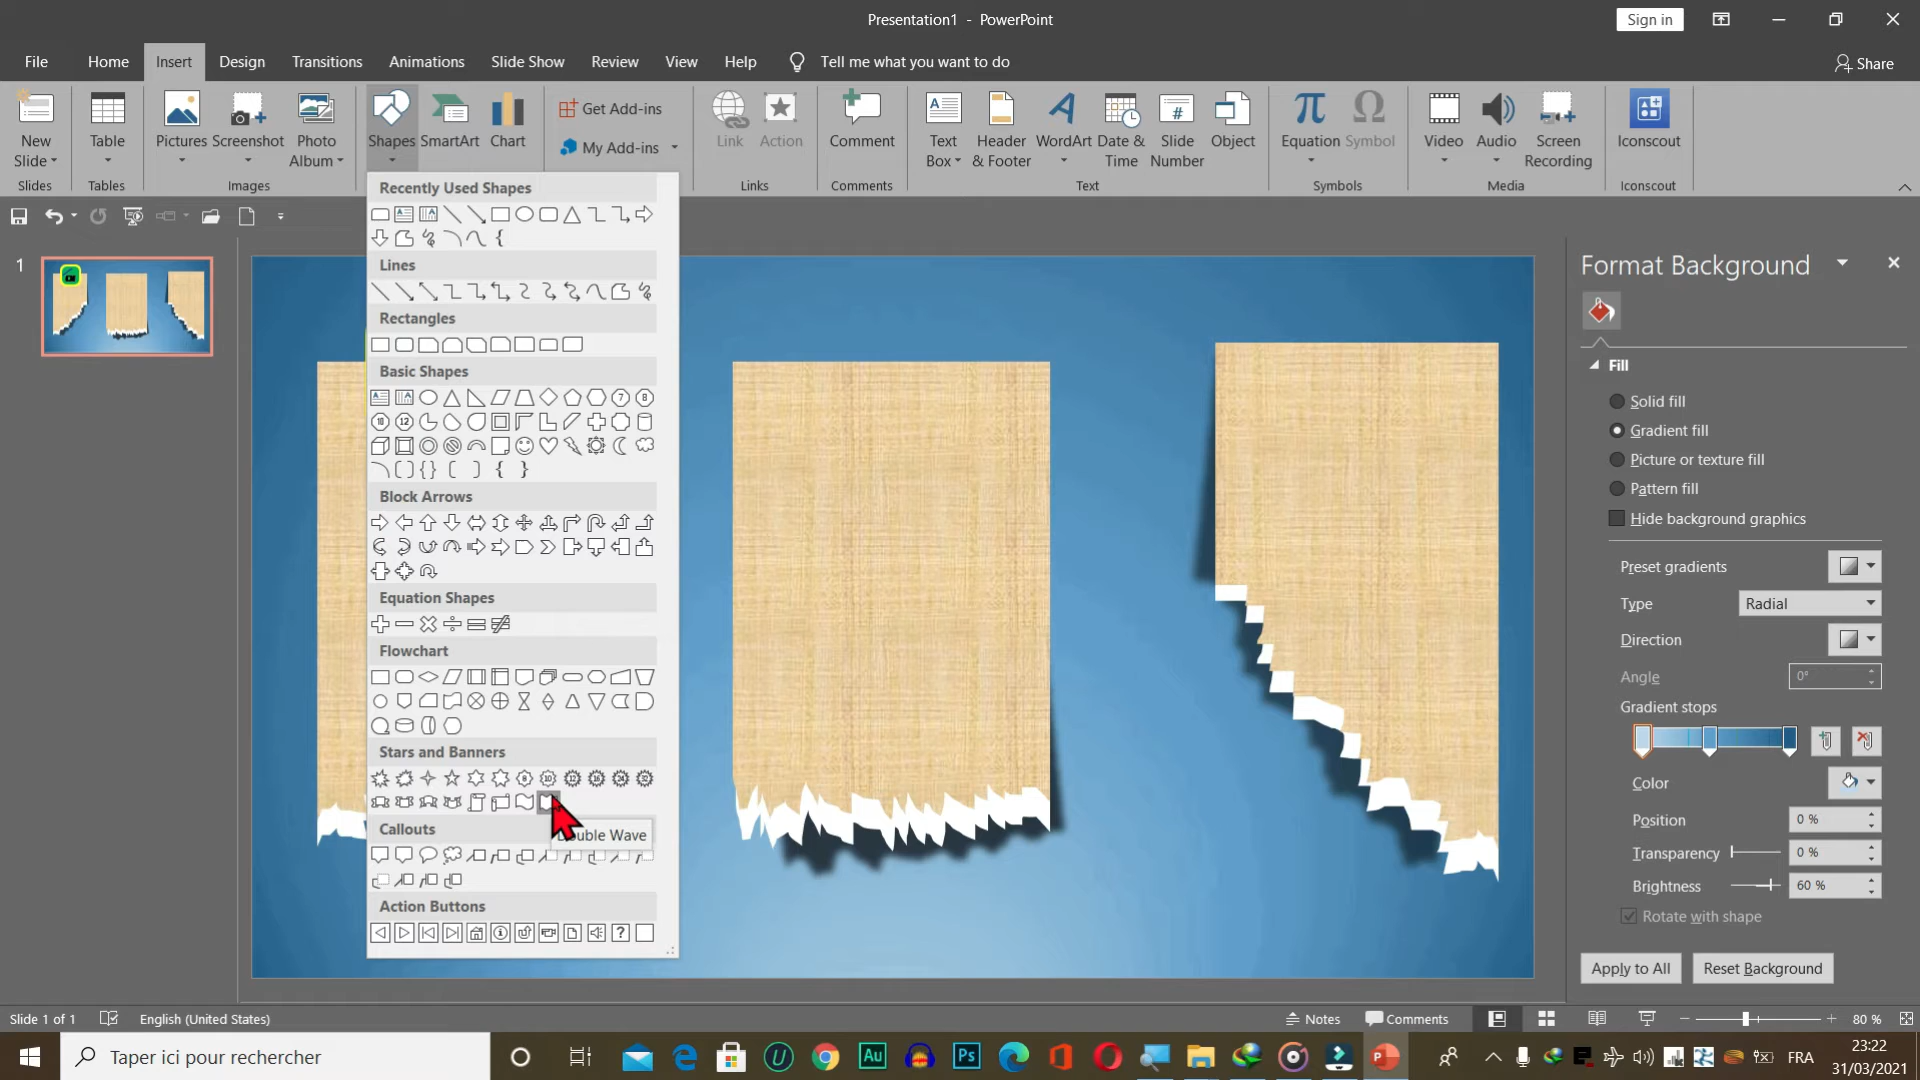 Presentation1 - PowerPoint
Sign in
File Home Insert Design Transitions Animations Slide Show Review View Help Tell me what you want to do
Share
New Slide
Table
Pictures
Screenshot
Photo Album
Shapes
SmartArt
Chart
Get Add-ins
My Add-ins
Link
Action
Comment
Text Box
Header & Footer
WordArt
Date & Time
Slide Number
Object
Equation
Symbol
Video
Audio
Screen Recording
Iconscout
Slides Tables Images Links Comments Text Symbols Media Iconscout
Recently Used Shapes
Lines
Rectangles
Basic Shapes
Block Arrows
Equation Shapes
Flowchart
Stars and Banners
Callouts
Action Buttons
1
Format Background
Fill
Solid fill
Gradient fill
Picture or texture fill
Pattern fill
Hide background graphics
Preset gradients
Type Radial
Direction
Angle 0°
Gradient stops
Color
Position 0 %
Transparency 0 %
Brightness 60 %
Rotate with shape
Apply to All Reset Background
Wave
Slide 1 of 1 English (United States) Notes Comments 80 %
Taper ici pour rechercher
Au
Ps
FRA
23:22
31/03/2021